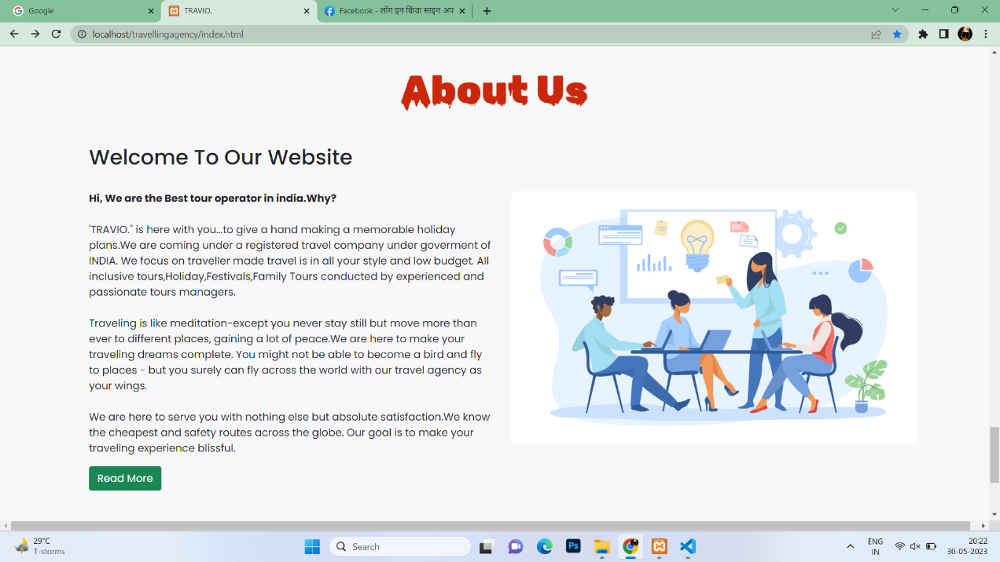 Google
TRAVIO.
Facebook - लॉग इन किंवा साइन अप
localhost/travellingagency/index.html
About Us
Welcome To Our Website
Hi, We are the Best tour operator in india.Why?
'TRAVIO." is here with you...to give a hand making a memorable holiday
plans.We are coming under a registered travel company under goverment of
INDIA. We focus on traveller made travel is in all your style and low budget. All
inclusive tours,Holiday,Festivals,Family Tours conducted by experienced and
passionate tours managers.
Traveling is like meditation-except you never stay still but move more than
ever to different places, gaining a lot of peace.We are here to make your
traveling dreams complete. You might not be able to become a bird and fly
to places - but you surely can fly across the world with our travel agency as
your wings.
We are here to serve you with nothing else but absolute satisfaction.We know
the cheapest and safety routes across the globe. Our goal is to make your
traveling experience blissful.
Read More
29°C
T-storms
Search
Ps
ENG
IN
20:22
30-05-2023